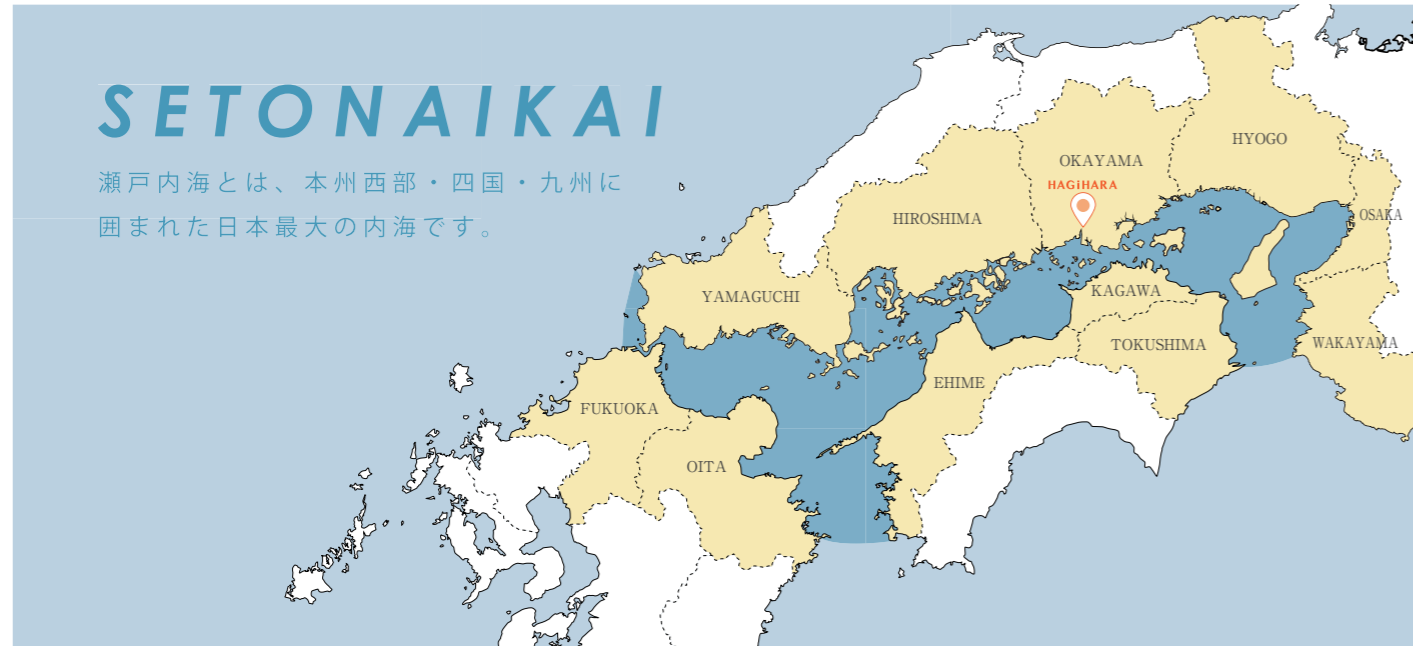 SETONAIKAI
瀬戸内海とは、本州西部・四国・九州に
囲まれた日本最大の内海です。
HYOGO
OKAYAMA
HAGiHARA
HIROSHIMA
OSAKA
YAMAGUCHI
KAGAWA
TOKUSHIMA
WAKAYAMA
EHIME
FUKUOKA
OITA